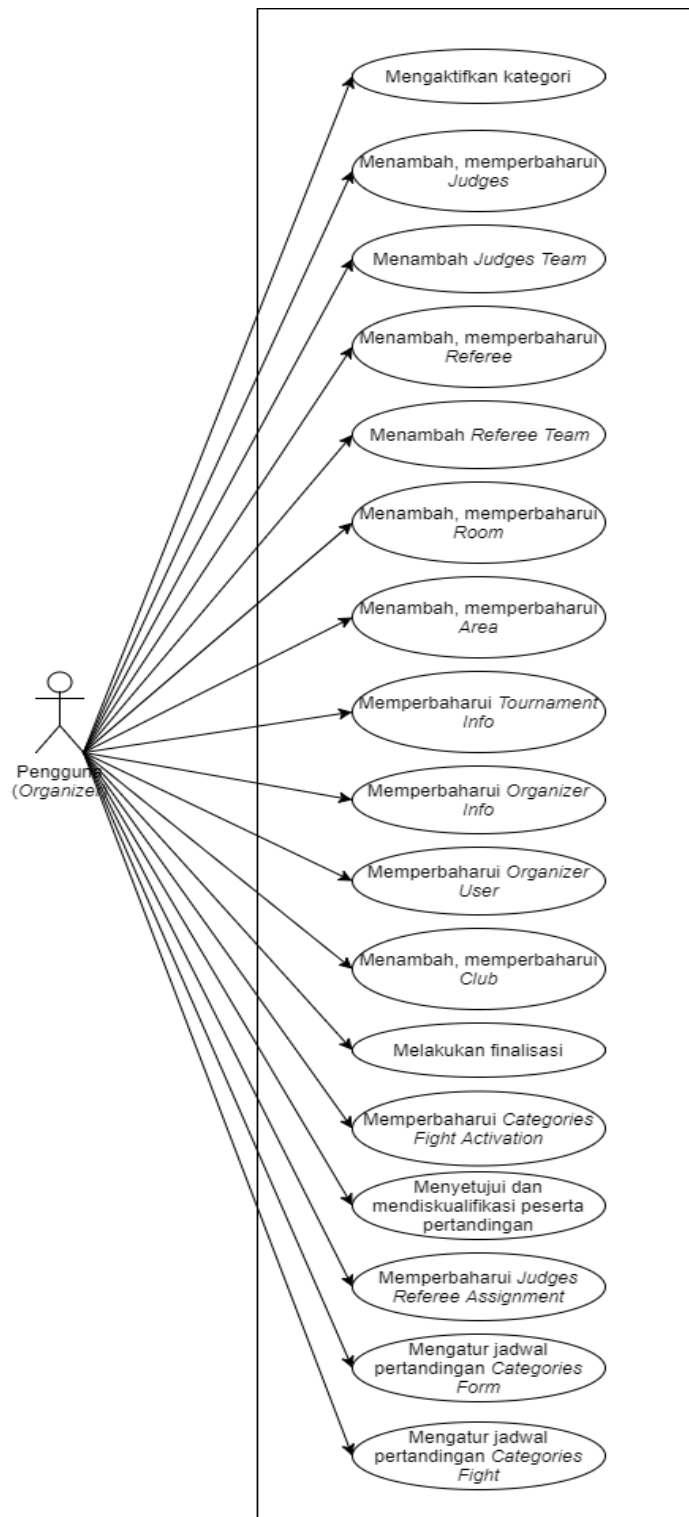 Mengaktifkan kategori
Menambah, memperbaharui
Judges
Menambah Judges Team
Menambah, memperbaharui
Referee
Menambah Referee Team
Menambah, memperbaharui
Room
Menambah, memperbaharui
Area
Memperbaharui Tournament
Info
Pengguna
(Organizer)
Memperbaharui Organizer
Info
Memperbaharui Organizer
User
Menambah, memperbaharui
Club
Melakukan finalisasi
Memperbaharui Categories
Fight Activation
Menyetujui dan
mendiskualifikasi peserta
pertandingan
Memperbaharui Judges
Referee Assignment
Mengatur jadwal
pertandingan Categories
Form
Mengatur jadwal
pertandingan Categories
Fight